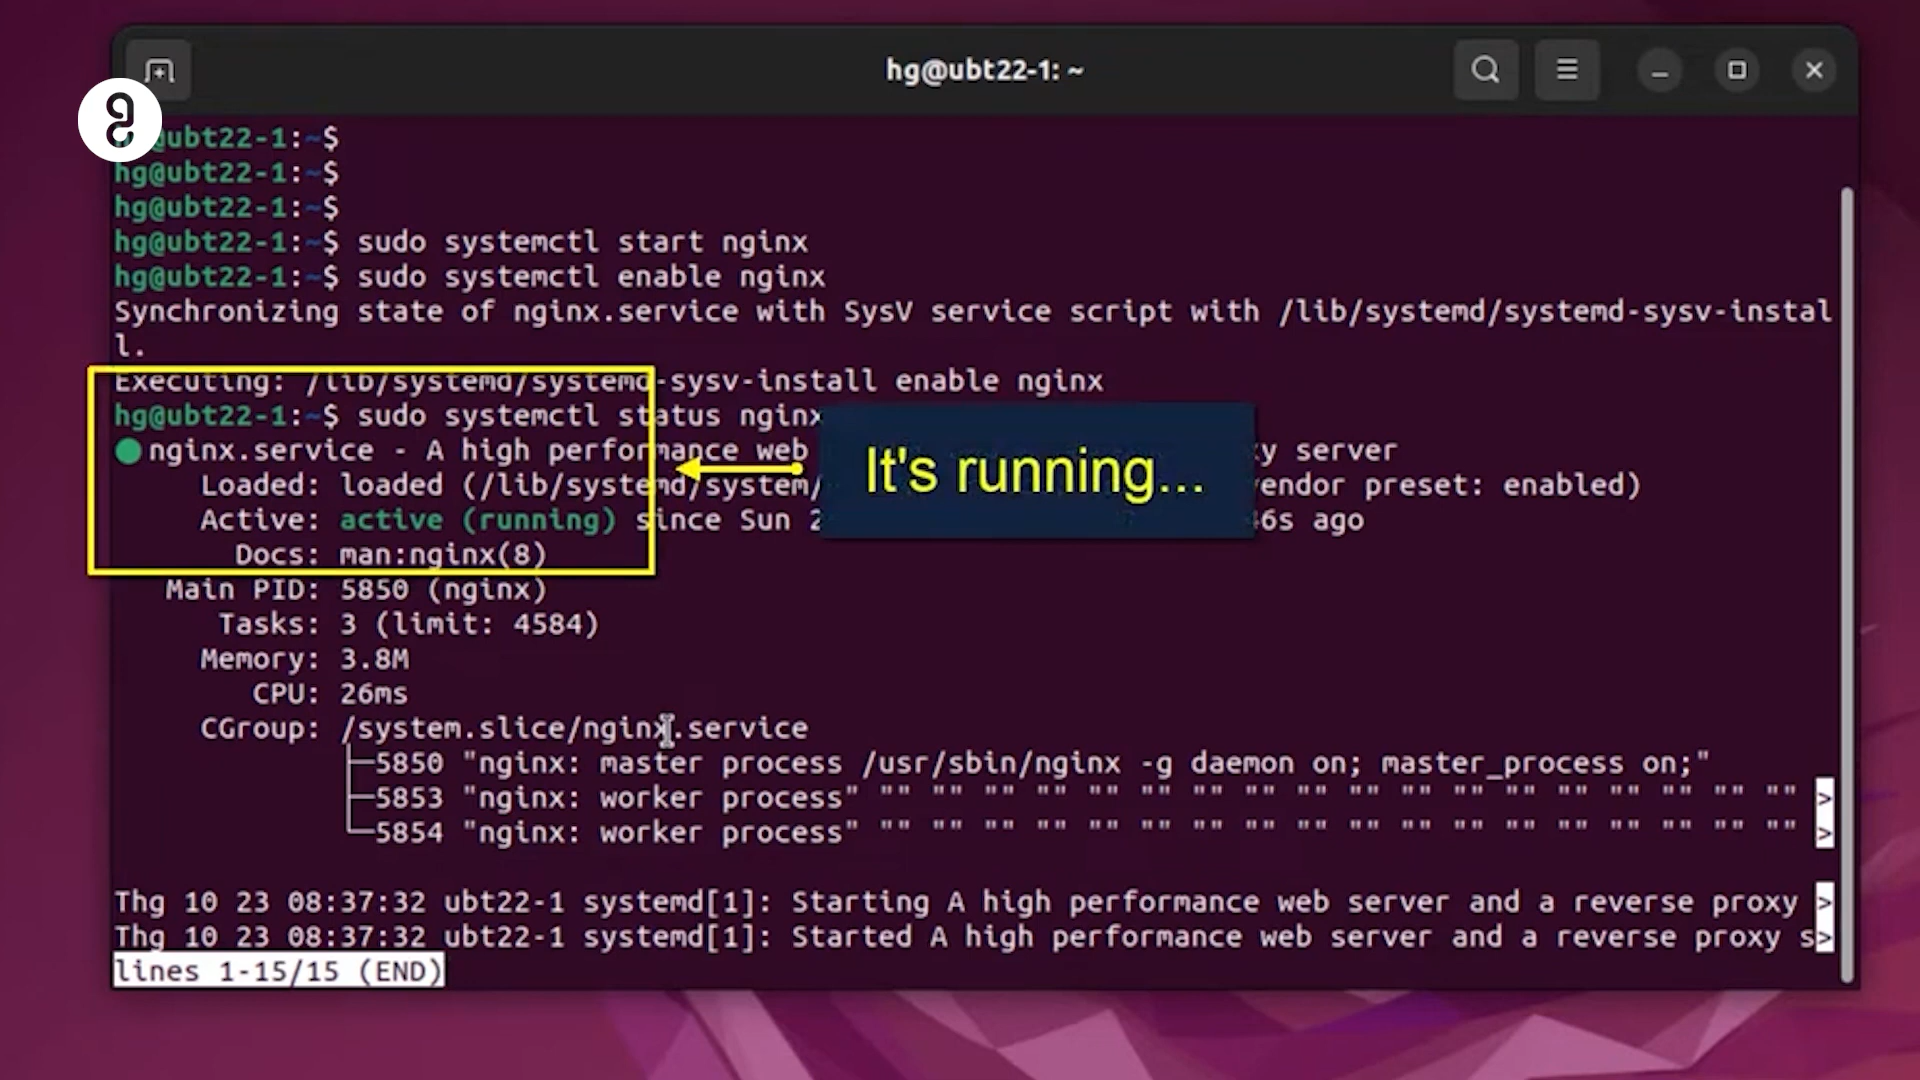 hg@ubt22-1: ~
g
@ubt22-1:~$
hg@ubt22-1:~$
hg@ubt22-1:~$
hg@ubt22-1:~$ sudo systemctl start nginx
hg@ubt22-1:~$ sudo systemctl enable nginx
Synchronizing state of nginx.service with SysV service script with /lib/systemd/systemd-sysv-instal
l.
Executing: /lib/systemd/systemd-sysv-install enable nginx
hg@ubt22-1:~$ sudo systemctl status nginx
nginx.service - A high performance web server
Loaded: loaded (/lib/systemd/system/ preset: enabled)
Active: active (running) since Sun ago
It's running...
Docs: man:nginx(8)
Main PID: 5850 (nginx)
Tasks: 3 (limit: 4584)
Memory: 3.8M
CPU: 26ms
CGroup: /system.slice/nginx.service
├─5850 "nginx: master process /usr/sbin/nginx -g daemon on; master_process on;"
├─5853 "nginx: worker process" "" "" "" "" "" "" "" "" "" "" "" "" "" "" "" "" "" "" >
└─5854 "nginx: worker process" "" "" "" "" "" "" "" "" "" "" "" "" "" "" "" "" "" "" >
Thg 10 23 08:37:32 ubt22-1 systemd[1]: Starting A high performance web server and a reverse proxy >
Thg 10 23 08:37:32 ubt22-1 systemd[1]: Started A high performance web server and a reverse proxy s>
lines 1-15/15 (END)